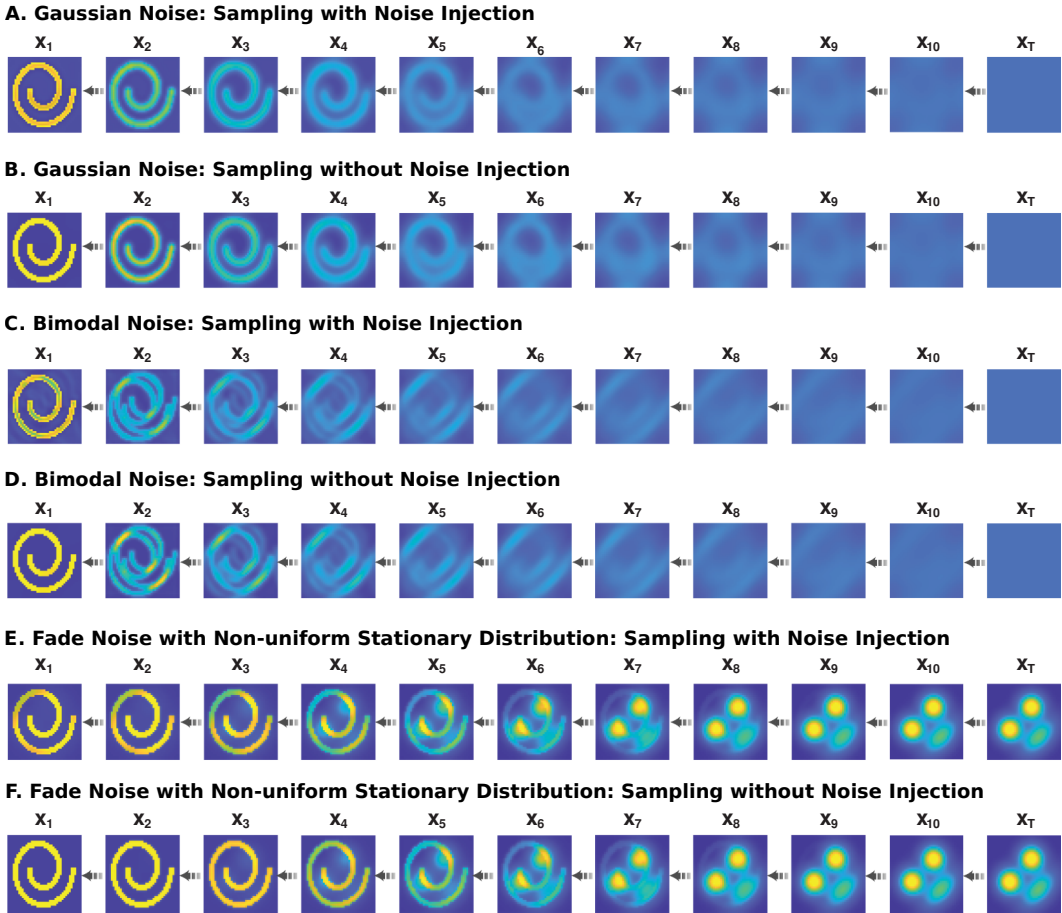 A. Gaussian Noise: Sampling with Noise Injection
X1 X2 X3 X4 X5 X6 X7 X8 X9 X10 XT
B. Gaussian Noise: Sampling without Noise Injection
X1 X2 X3 X4 X5 X6 X7 X8 X9 X10 XT
C. Bimodal Noise: Sampling with Noise Injection
X1 X2 X3 X4 X5 X6 X7 X8 X9 X10 XT
D. Bimodal Noise: Sampling without Noise Injection
X1 X2 X3 X4 X5 X6 X7 X8 X9 X10 XT
E. Fade Noise with Non-uniform Stationary Distribution: Sampling with Noise Injection
X1 X2 X3 X4 X5 X6 X7 X8 X9 X10 XT
F. Fade Noise with Non-uniform Stationary Distribution: Sampling without Noise Injection
X1 X2 X3 X4 X5 X6 X7 X8 X9 X10 XT